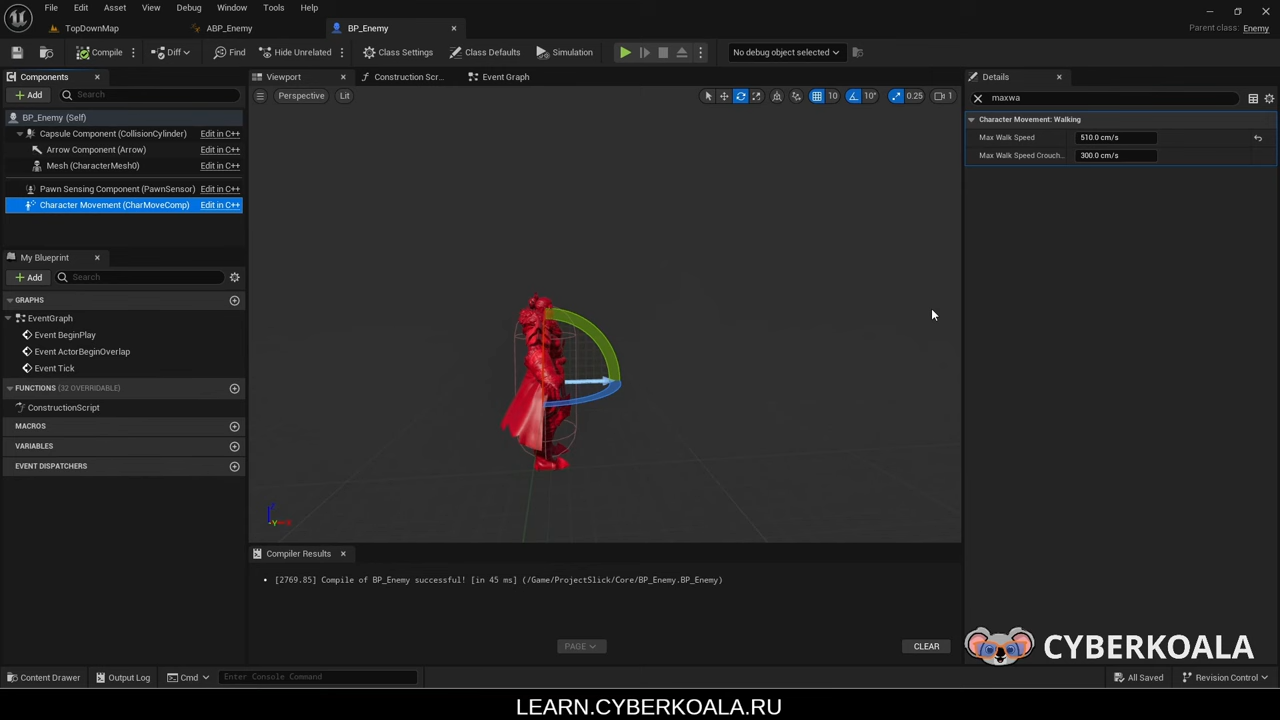 File Edit Asset View Debug Window Tools Help
TopDownMap ABP_Enemy BP_Enemy Parent class: Enemy
Compile Diff Find Hide Unrelated Class Settings Class Defaults Simulation No debug object selected
Components Viewport Construction Scr... Event Graph Details
Add Search Perspective Lit 10 10° 0.25 1 maxwa
BP_Enemy (Self)
Capsule Component (CollisionCylinder) Edit in C++
Arrow Component (Arrow) Edit in C++
Mesh (CharacterMesh0) Edit in C++
Pawn Sensing Component (PawnSensor) Edit in C++
Character Movement (CharMoveComp) Edit in C++
Character Movement: Walking
Max Walk Speed 510.0 cm/s
Max Walk Speed Crouch... 300.0 cm/s
My Blueprint
Add Search
GRAPHS
EventGraph
Event BeginPlay
Event ActorBeginOverlap
Event Tick
FUNCTIONS (32 OVERRIDABLE)
ConstructionScript
MACROS
VARIABLES
EVENT DISPATCHERS
Compiler Results
[2769.85] Compile of BP_Enemy successful! [in 45 ms] (/Game/ProjectSlick/Core/BP_Enemy.BP_Enemy)
PAGE CLEAR
CYBERKOALA
Content Drawer Output Log Cmd Enter Console Command All Saved Revision Control
LEARN.CYBERKOALA.RU